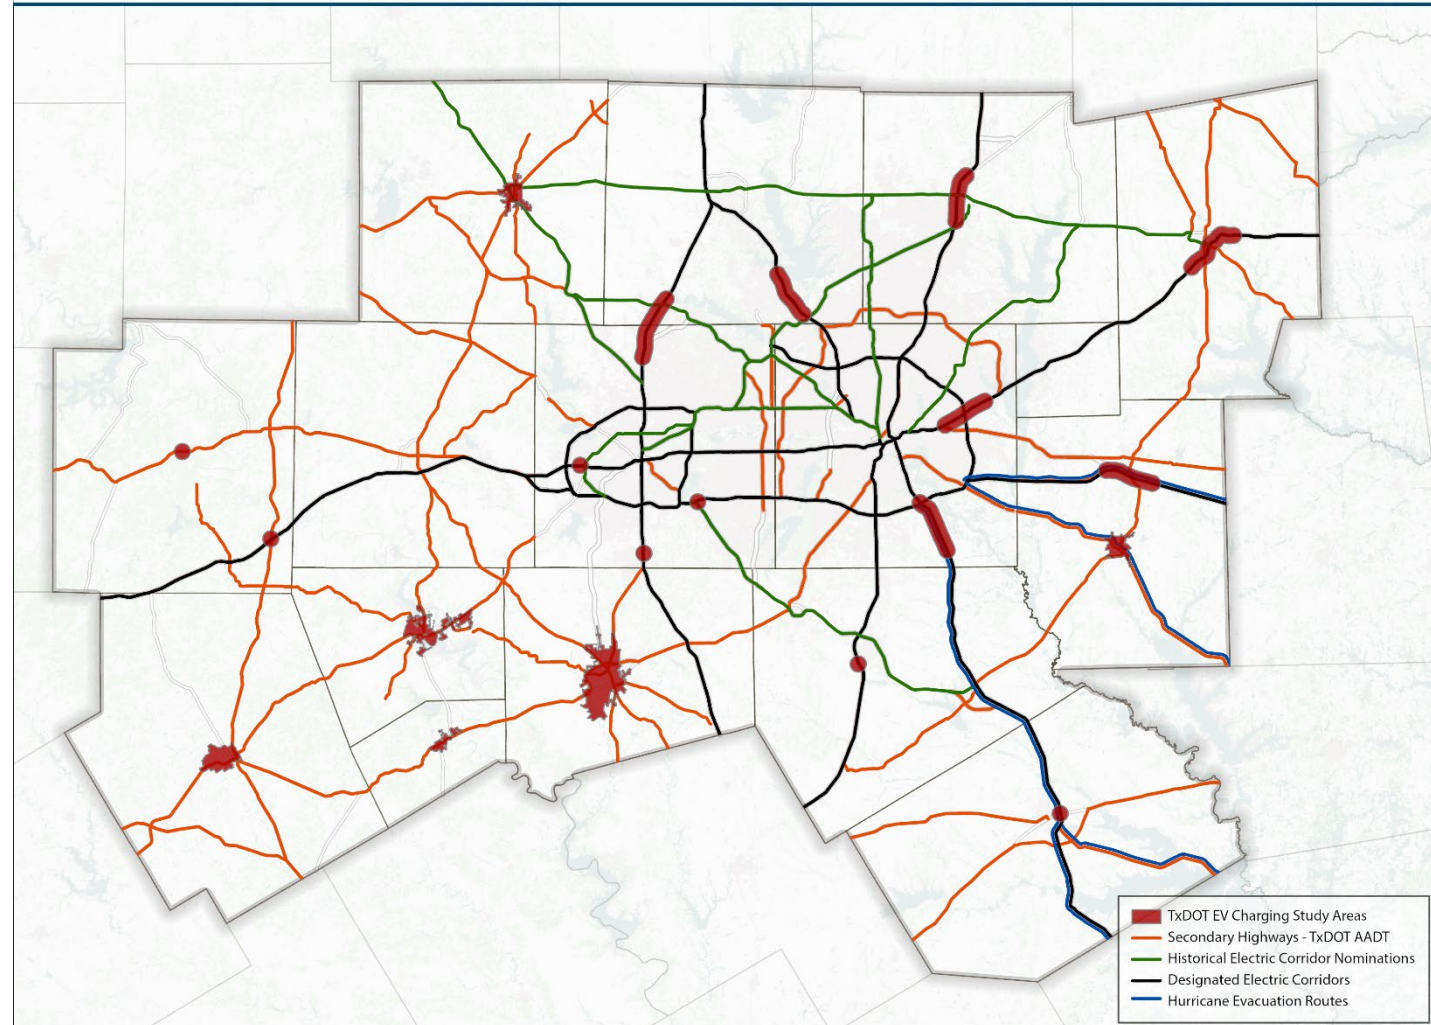 TxDOT EV Charging Study Areas
Secondary Highways - TxDOT AADT
Historical Electric Corridor Nominations
Designated Electric Corridors
Hurricane Evacuation Routes